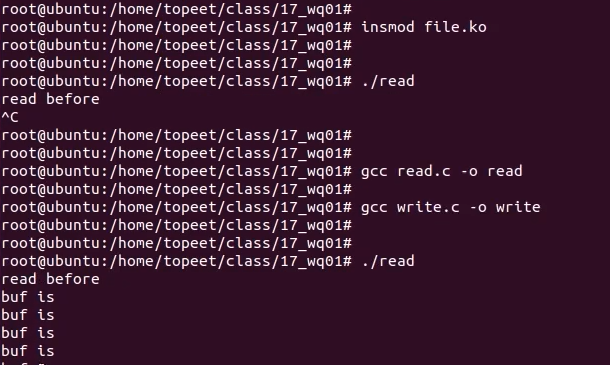 root@ubuntu:/home/topeet/class/17_wq01#
root@ubuntu:/home/topeet/class/17_wq01# insmod file.ko
root@ubuntu:/home/topeet/class/17_wq01#
root@ubuntu:/home/topeet/class/17_wq01#
root@ubuntu:/home/topeet/class/17_wq01# ./read
read before
^C
root@ubuntu:/home/topeet/class/17_wq01#
root@ubuntu:/home/topeet/class/17_wq01#
root@ubuntu:/home/topeet/class/17_wq01# gcc read.c -o read
root@ubuntu:/home/topeet/class/17_wq01#
root@ubuntu:/home/topeet/class/17_wq01# gcc write.c -o write
root@ubuntu:/home/topeet/class/17_wq01#
root@ubuntu:/home/topeet/class/17_wq01#
root@ubuntu:/home/topeet/class/17_wq01# ./read
read before
buf is
buf is
buf is
buf is